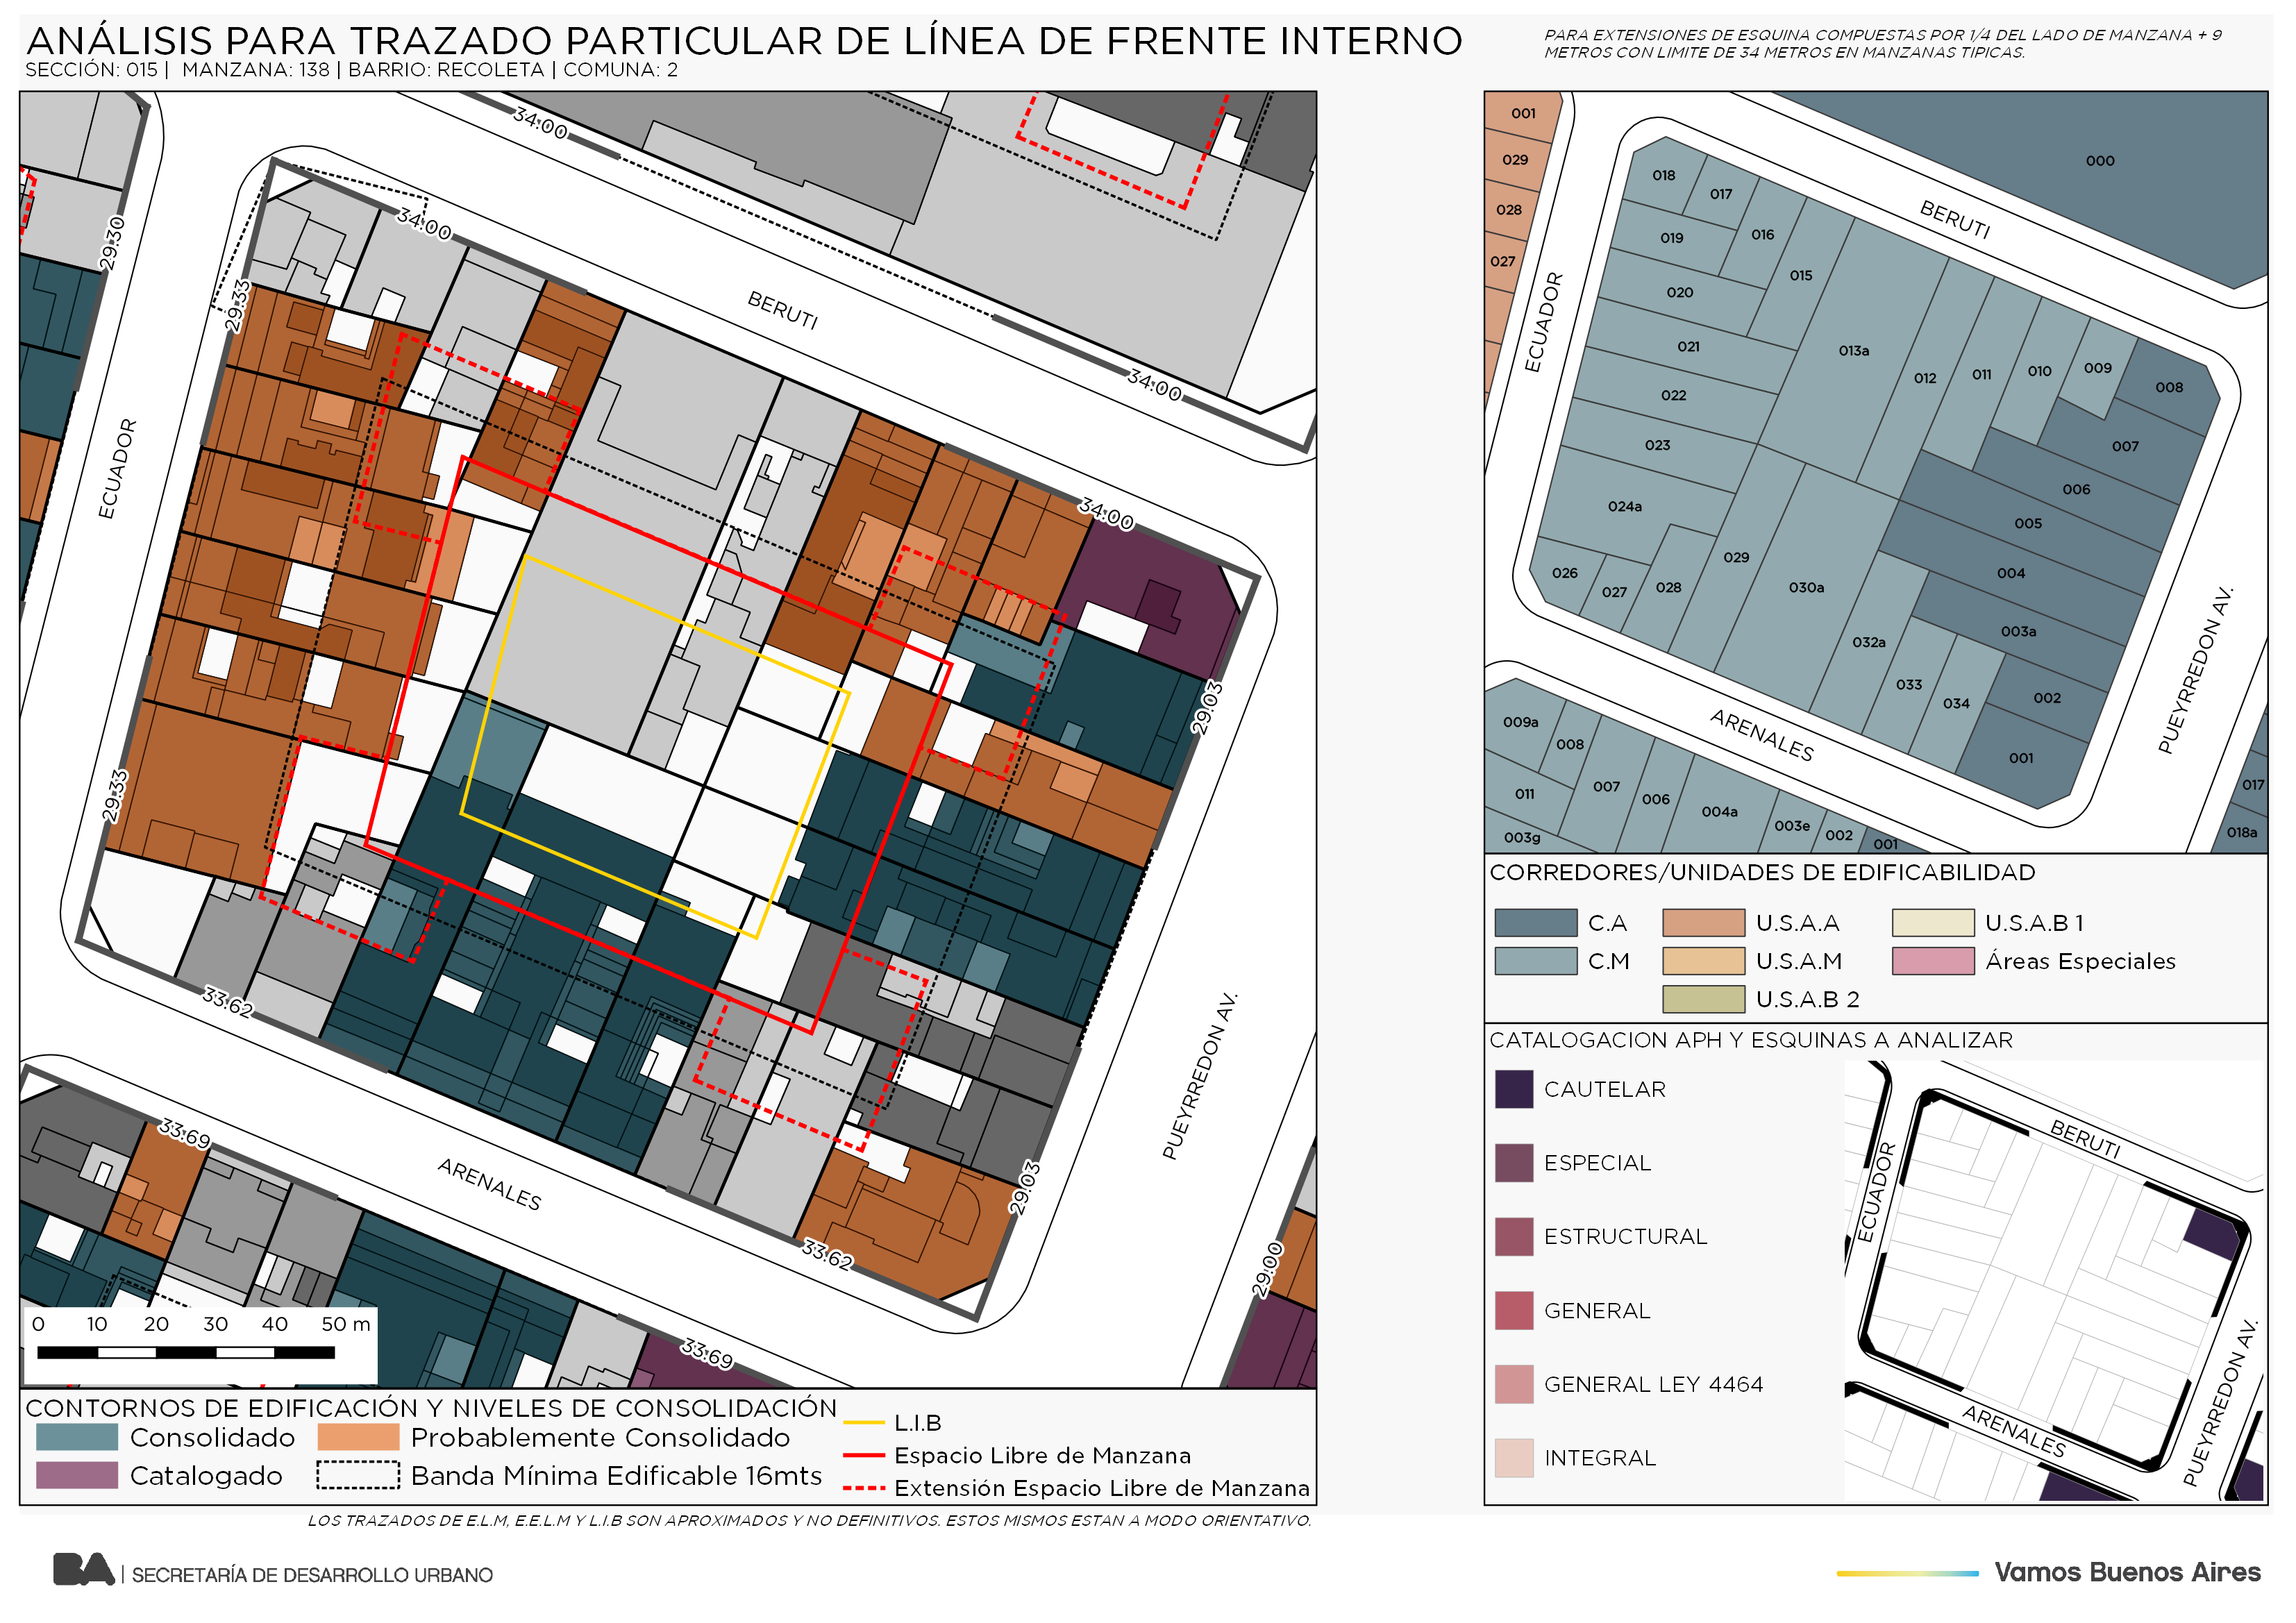 ANÁLISIS PARA TRAZADO PARTICULAR DE LÍNEA DE FRENTE INTERNO
SECCIÓN: 015 | MANZANA: 138 | BARRIO: RECOLETA | COMUNA: 2
PARA EXTENSIONES DE ESQUINA COMPUESTAS POR 1/4 DEL LADO DE MANZANA + 9
METROS CON LIMITE DE 34 METROS EN MANZANAS TIPICAS.
34:00
29.30
34:00
29.33
BERUTI
34:00
ECUADOR
34:00
29.03
29.33
33.62
PUEYRREDON AV.
33.69
ARENALES
29.03
33.62
29:00
33.69
0 10 20 30 40 50 m
CONTORNOS DE EDIFICACIÓN Y NIVELES DE CONSOLIDACIÓN
Consolidado
Probablemente Consolidado
Catalogado
Banda Mínima Edificable 16mts
L.I.B
Espacio Libre de Manzana
Extensión Espacio Libre de Manzana
001
029
028
027
000
BERUTI
ECUADOR
018
017
016
019
015
020
021
013a
022
012
011
010
009
008
007
023
006
024a
005
004
029
030a
026
027
028
003a
032a
033
034
002
001
PUEYRREDON AV.
ARENALES
009a
008
007
006
011
004a
003e
002
001
003g
017
018a
CORREDORES/UNIDADES DE EDIFICABILIDAD
C.A
U.S.A.A
U.S.A.B 1
C.M
U.S.A.M
Áreas Especiales
U.S.A.B 2
CATALOGACION APH Y ESQUINAS A ANALIZAR
CAUTELAR
ESPECIAL
ESTRUCTURAL
GENERAL
GENERAL LEY 4464
INTEGRAL
BERUTI
ECUADOR
ARENALES
PUEYRREDON AV.
LOS TRAZADOS DE E.L.M, E.E.L.M Y L.I.B SON APROXIMADOS Y NO DEFINITIVOS. ESTOS MISMOS ESTAN A MODO ORIENTATIVO.
BA | SECRETARÍA DE DESARROLLO URBANO
Vamos Buenos Aires